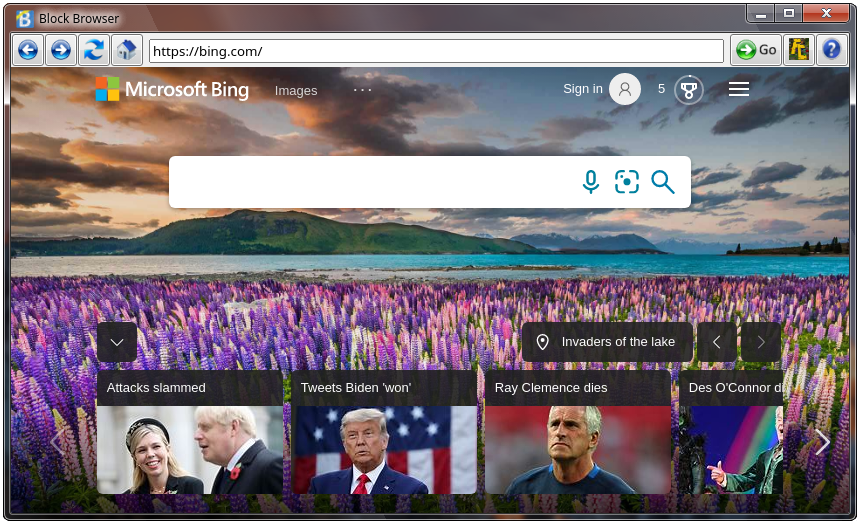 Block Browser
https://bing.com/
Go
Microsoft Bing
Images
Sign in
5
Invaders of the lake
Attacks slammed
Tweets Biden 'won'
Ray Clemence dies
Des O'Connor di